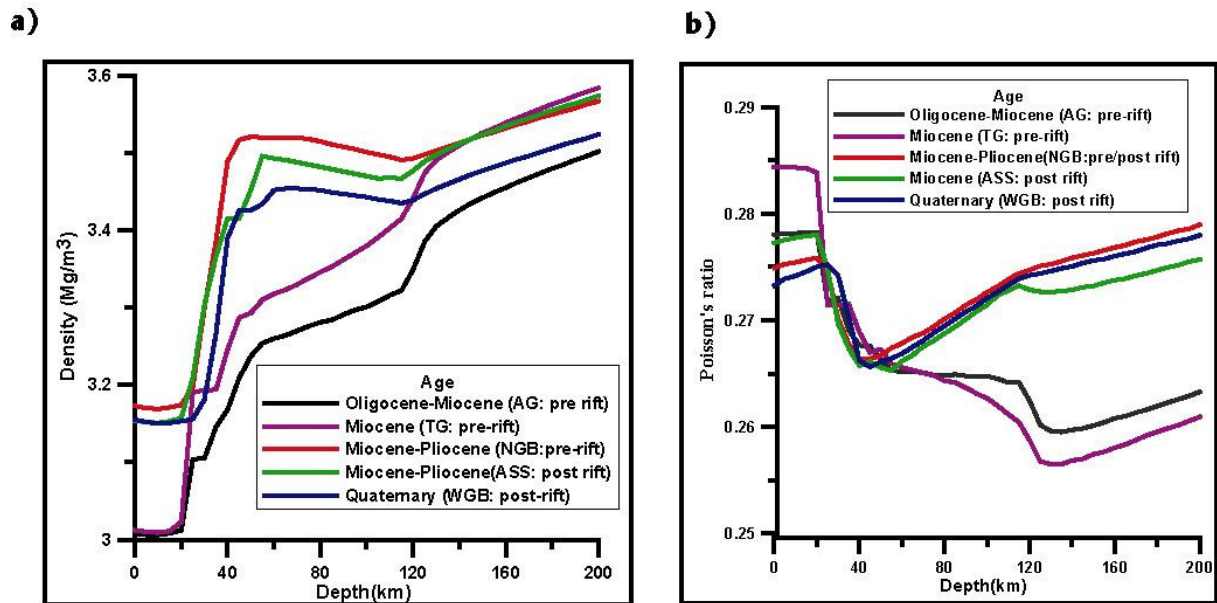 a)
3.6
3.4
3.2
3
Density (Mg/m³)
Age
Oligocene-Miocene (AG: pre rift)
Miocene (TG: pre-rift)
Miocene-Pliocene (NGB:pre-rift)
Miocene-Pliocene(ASS: post rift)
Quaternary (WGB: post-rift)
0 40 80 120 160 200
Depth(km)
b)
0.29
0.28
0.27
0.26
0.25
Poisson's ratio
Age
Oligocene-Miocene (AG: pre-rift)
Miocene (TG: pre-rift)
Miocene-Pliocene(NGB:pre/post rift)
Miocene (ASS: post rift)
Quaternary (WGB: post rift)
0 40 80 120 160 200
Depth(km)